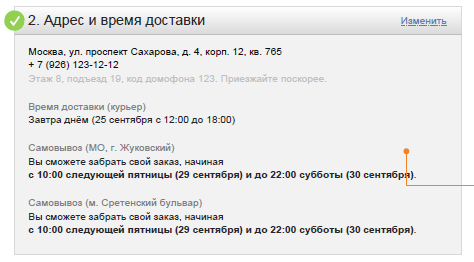 2. Адрес и время доставки
Изменить
Москва, ул. проспект Сахарова, д. 4, корп. 12, кв. 765
+ 7 (926) 123-12-12
Этаж 8, подъезд 19, код домофона 123. Приезжайте поскорее.
Время доставки (курьер)
Завтра днём (25 сентября с 12:00 до 18:00)
Самовывоз (МО, г. Жуковский)
Вы сможете забрать свой заказ, начиная
с 10:00 следующей пятницы (29 сентября) и до 22:00 субботы (30 сентября).
Самовывоз (м. Сретенский бульвар)
Вы сможете забрать свой заказ, начиная
с 10:00 следующей пятницы (29 сентября) и до 22:00 субботы (30 сентября).